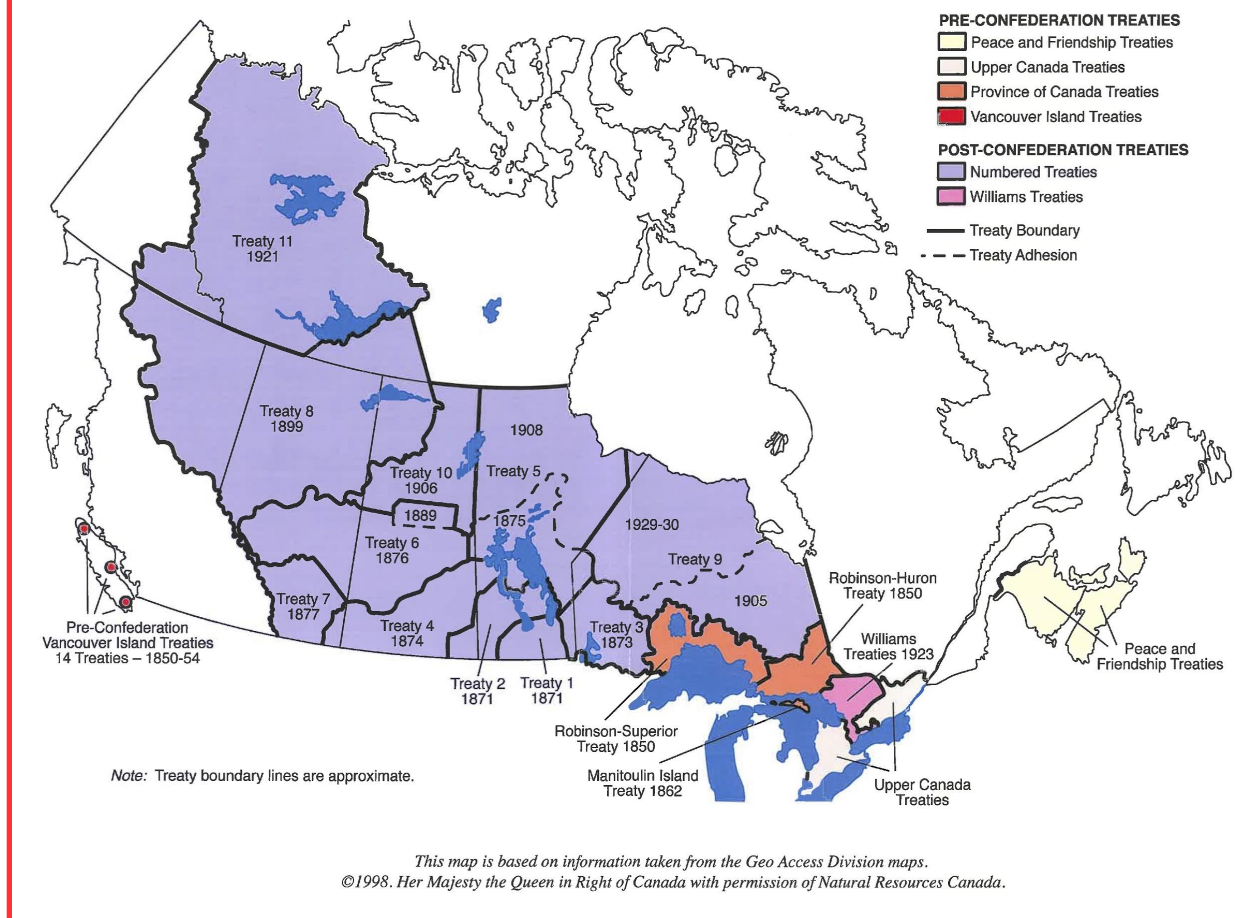 PRE-CONFEDERATION TREATIES
Peace and Friendship Treaties
Upper Canada Treaties
Province of Canada Treaties
Vancouver Island Treaties
POST-CONFEDERATION TREATIES
Numbered Treaties
Williams Treaties
Treaty Boundary
Treaty Adhesion
Treaty 11
1921
Treaty 8
1899
1908
Treaty 10
1906
Treaty 5
1889
1875
1929-30
Treaty 6
1876
Treaty 9
1905
Treaty 7
1877
Treaty 4
1874
Treaty 3
1873
Treaty 2
1871
Treaty 1
1871
Pre-Confederation
Vancouver Island Treaties
14 Treaties – 1850-54
Robinson-Huron
Treaty 1850
Williams
Treaties 1923
Peace and
Friendship Treaties
Robinson-Superior
Treaty 1850
Manitoulin Island
Treaty 1862
Upper Canada
Treaties
Note: Treaty boundary lines are approximate.
This map is based on information taken from the Geo Access Division maps.
©1998. Her Majesty the Queen in Right of Canada with permission of Natural Resources Canada.